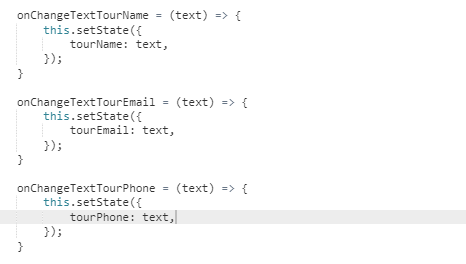 onChangeTextTourName = (text) => {
    this.setState({
        tourName: text,
    });
}

onChangeTextTourEmail = (text) => {
    this.setState({
        tourEmail: text,
    });
}

onChangeTextTourPhone = (text) => {
    this.setState({
        tourPhone: text,
    });
}